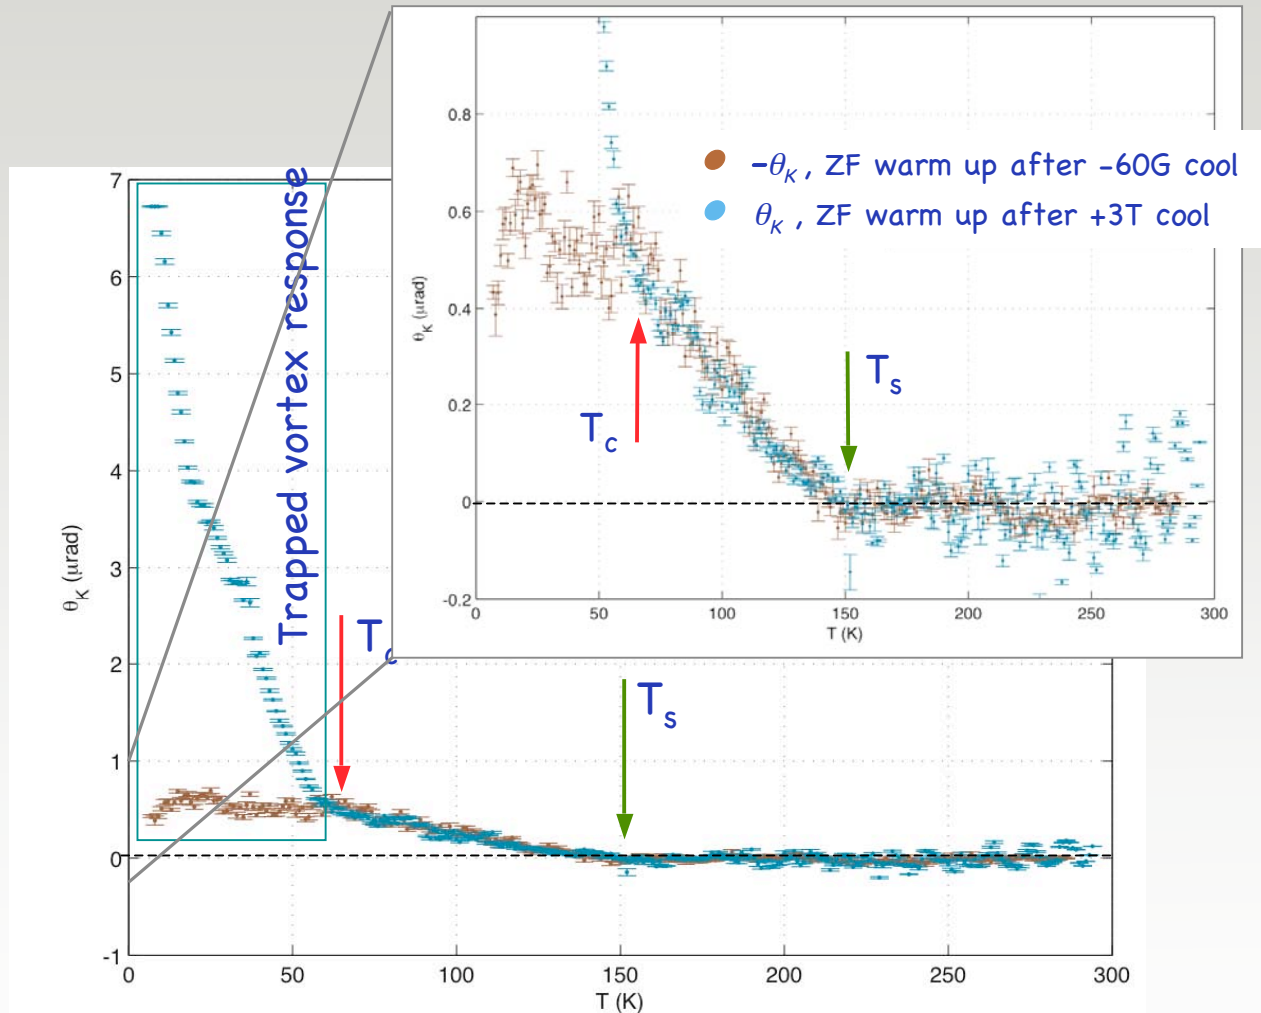 0.8
0.6
0.4
0.2
0
-0.2
0
50
100
150
200
250
300
T (K)
θK (μrad)
−θK , ZF warm up after -60G cool
θK , ZF warm up after +3T cool
Tc
Ts
7
6
5
4
3
2
1
0
-1
0
50
100
150
200
250
300
T (K)
θK (μrad)
Trapped vortex response
Tc
Ts